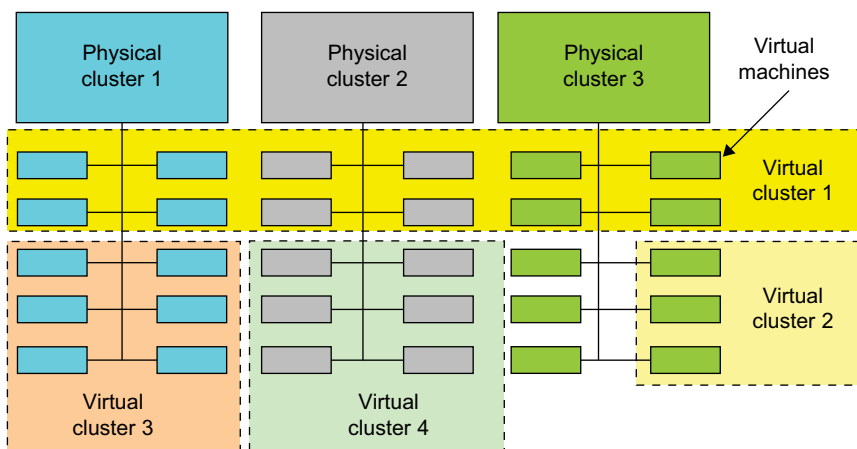 Physical
cluster 1
Physical
cluster 2
Physical
cluster 3
Virtual
machines
Virtual
cluster 1
Virtual
cluster 2
Virtual
cluster 3
Virtual
cluster 4